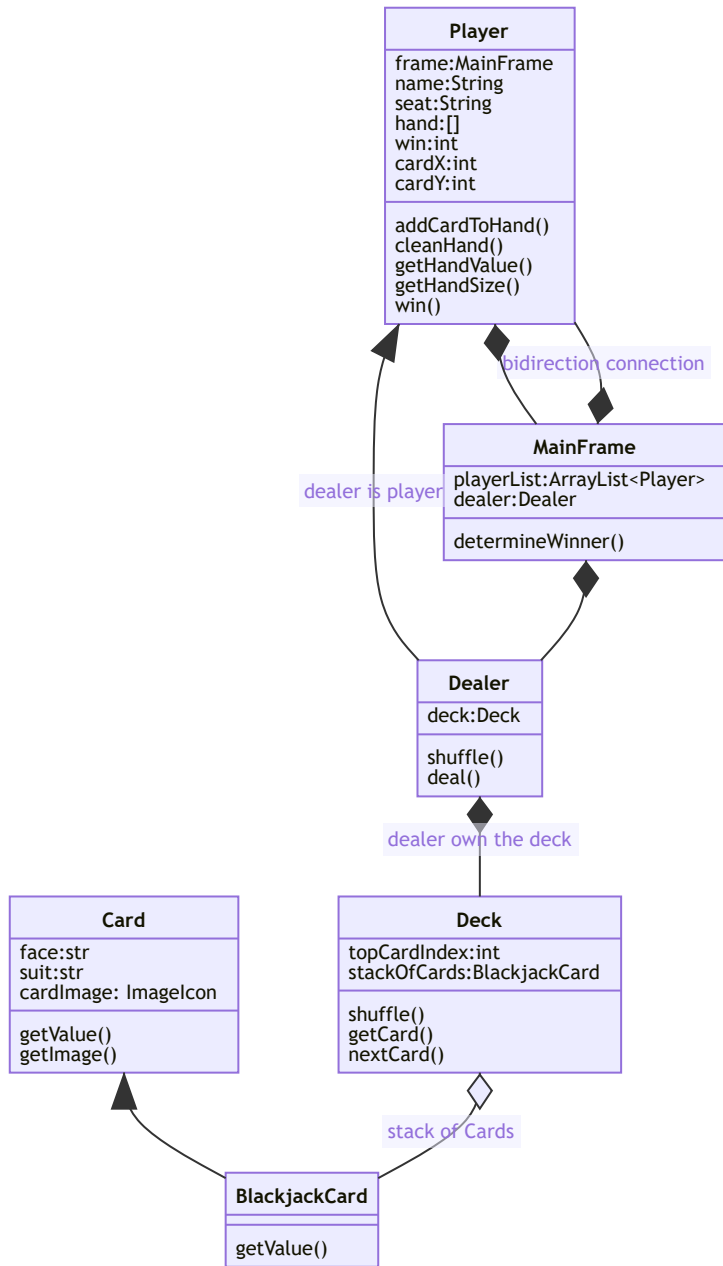 Player
frame:MainFrame
name:String
seat:String
hand:[]
win:int
cardX:int
cardY:int
addCardToHand()
cleanHand()
getHandValue()
getHandSize()
win()
bidirection connection
MainFrame
playerList:ArrayList<Player>
dealer:Dealer
determineWinner()
dealer is player
Dealer
deck:Deck
shuffle()
deal()
dealer own the deck
Card
face:str
suit:str
cardImage: ImageIcon
getValue()
getImage()
Deck
topCardIndex:int
stackOfCards:BlackjackCard
shuffle()
getCard()
nextCard()
stack of Cards
BlackjackCard
getValue()